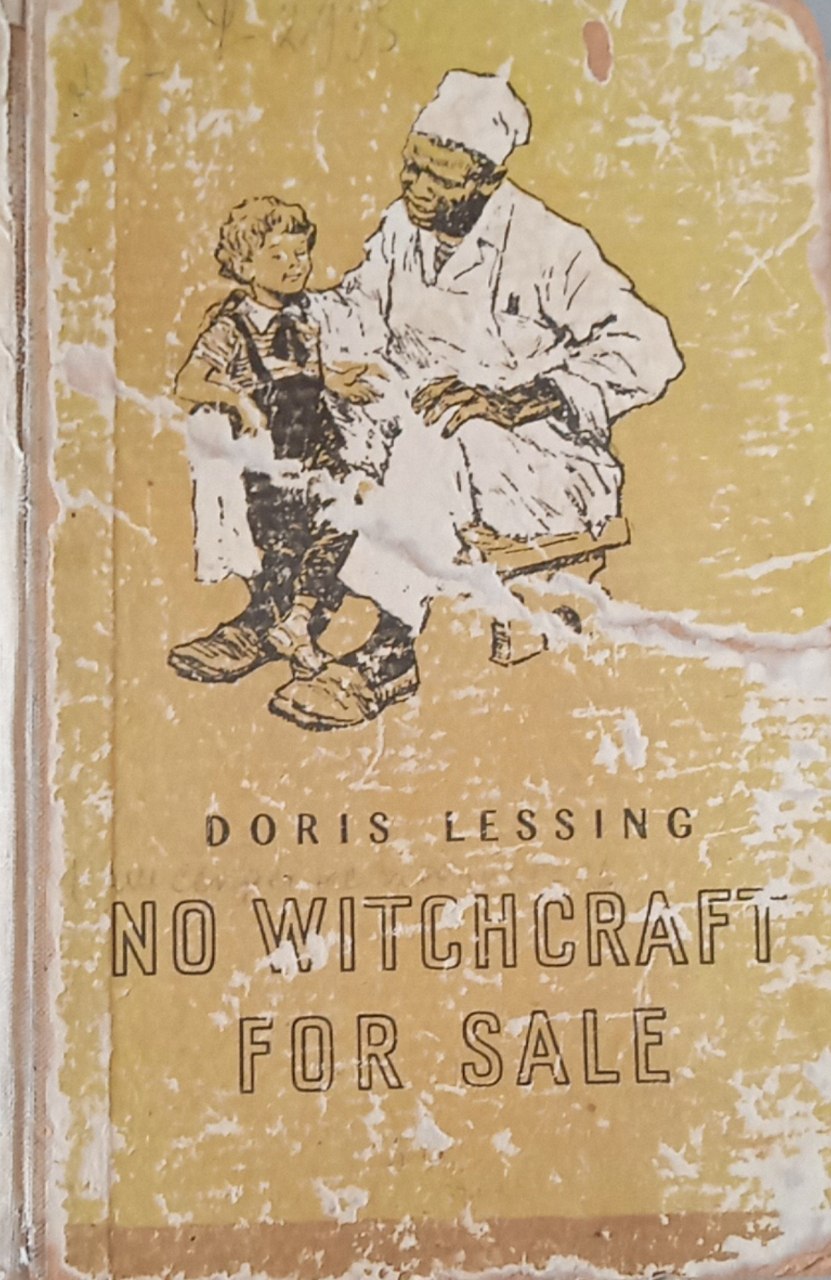 DORIS LESSING
NO WITCHCRAFT
FOR SALE